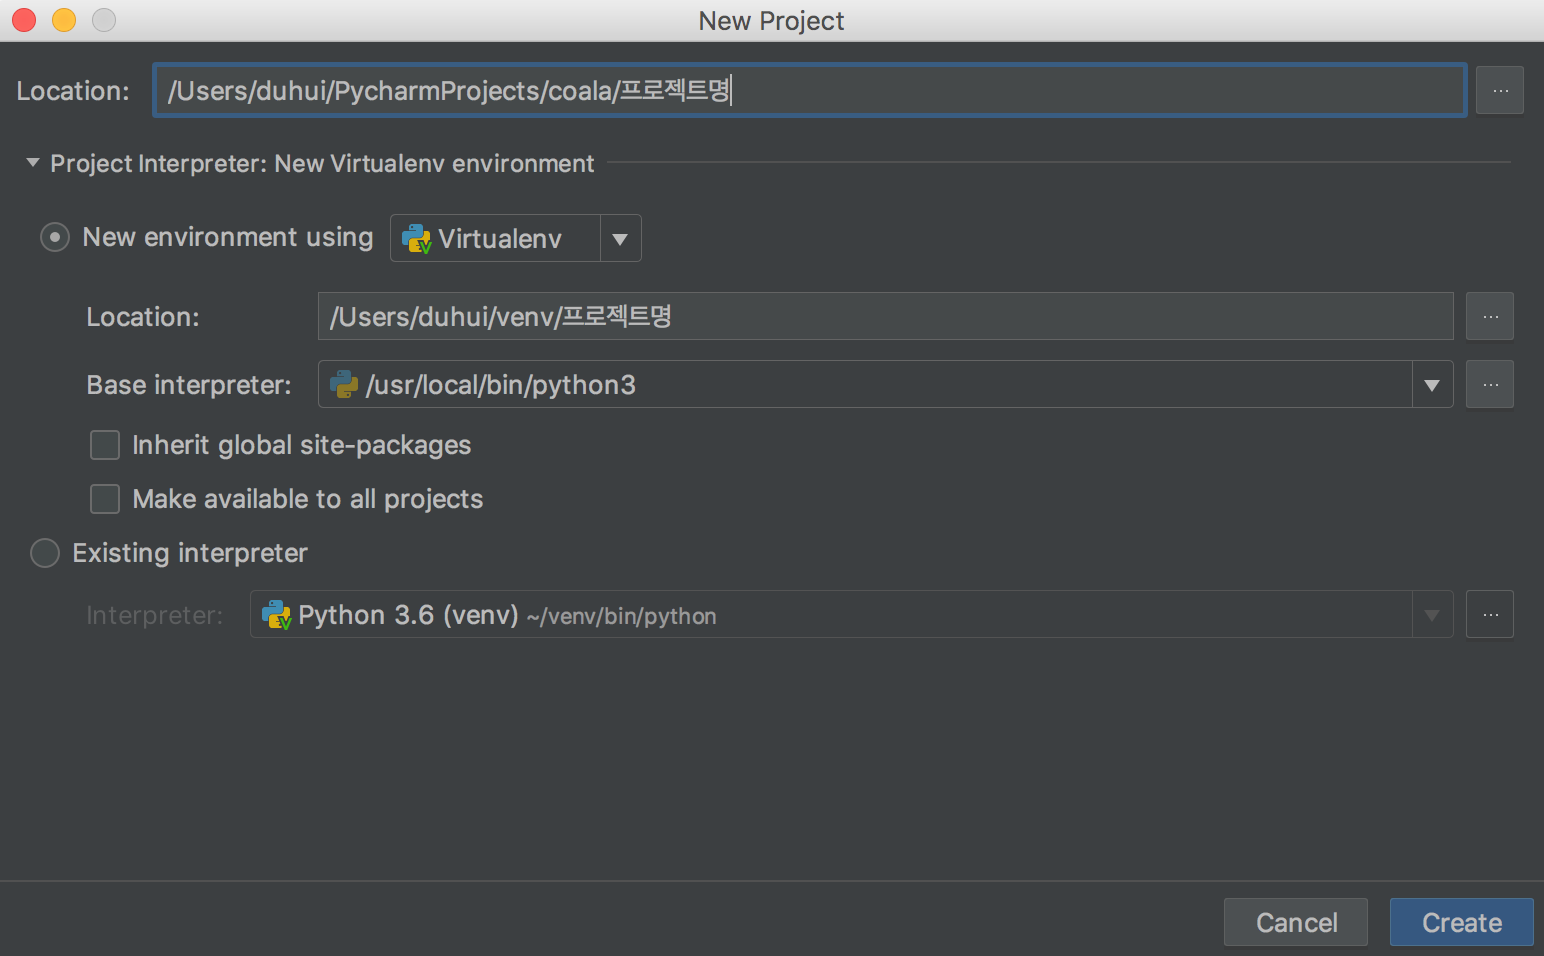 New Project
Location: /Users/duhui/PycharmProjects/coala/프로젝트명 ...
Project Interpreter: New Virtualenv environment
New environment using Virtualenv
Location: /Users/duhui/venv/프로젝트명 ...
Base interpreter: /usr/local/bin/python3 ...
Inherit global site-packages
Make available to all projects
Existing interpreter
Interpreter: Python 3.6 (venv) ~/venv/bin/python ...
Cancel Create